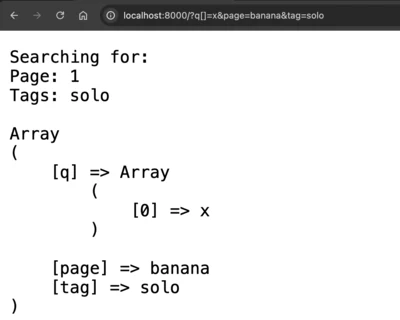 localhost:8000/?q[]=x&page=banana&tag=solo
Searching for:
Page: 1
Tags: solo
Array
(
[q] => Array
(
[0] => x
)
[page] => banana
[tag] => solo
)